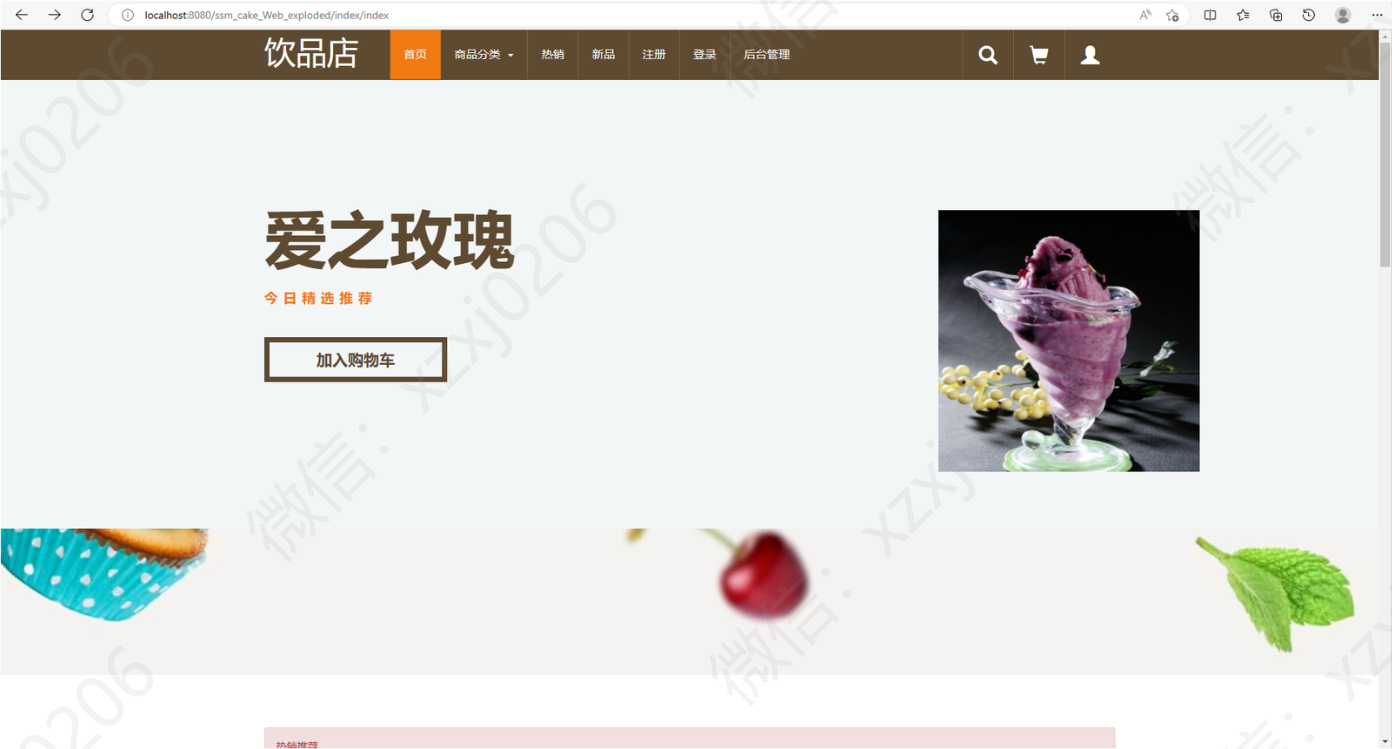 localhost:8080/ssm_cake_Web_exploded/index/index
饮品店 首页 商品分类 热销 新品 注册 登录 后台管理
爱之玫瑰
今日精选推荐
加入购物车
热销推荐
微信：xzxj0206